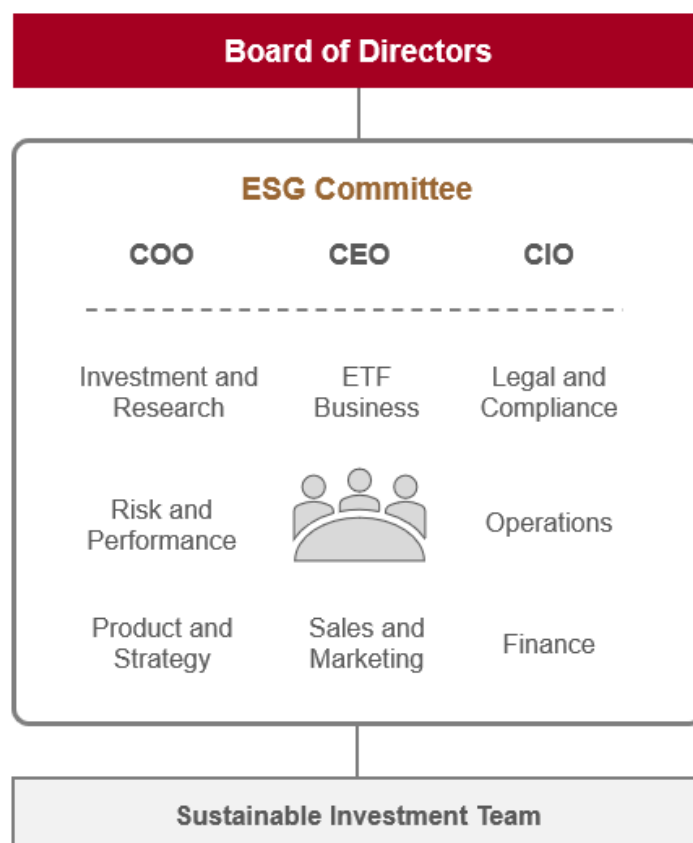 Board of Directors
ESG Committee
COO
CEO
CIO
Investment and
Research
ETF
Business
Legal and
Compliance
Risk and
Performance
Operations
Product and
Strategy
Sales and
Marketing
Finance
Sustainable Investment Team